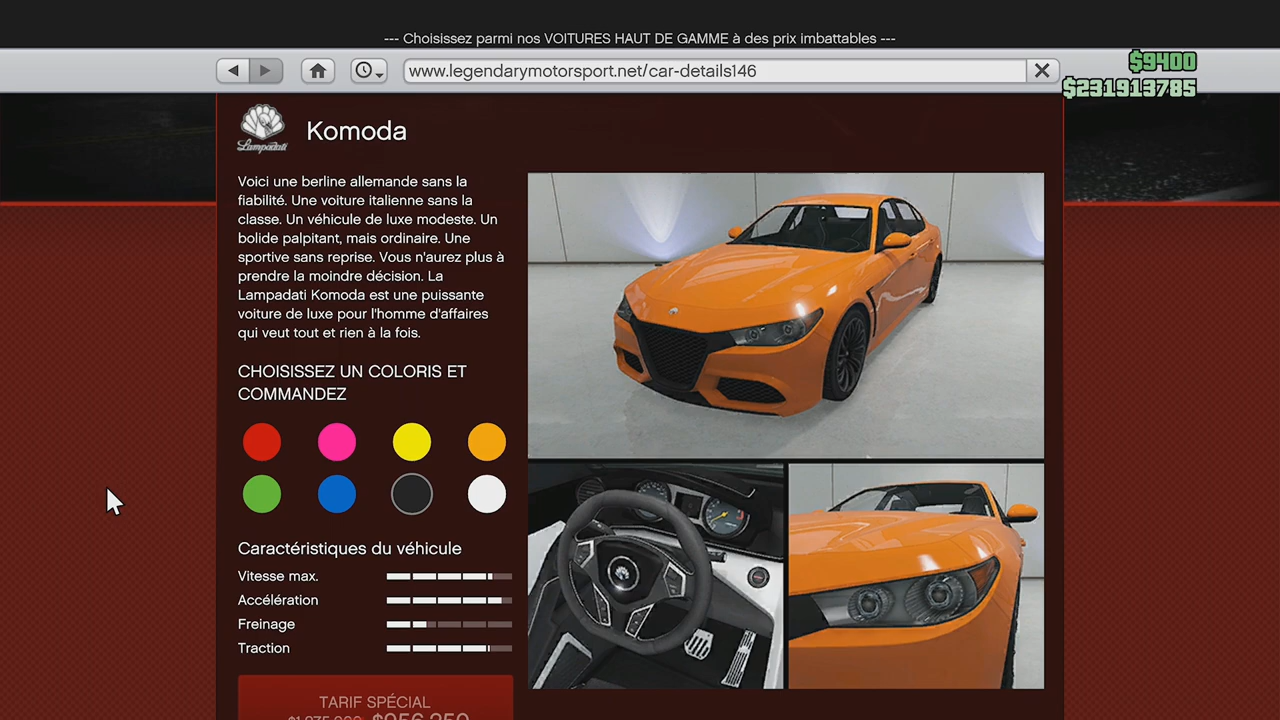 --- Choisissez parmi nos VOITURES HAUT DE GAMME à des prix imbattables ---
www.legendarymotorsport.net/car-details146
$9400
$231913785
Lampadati
Komoda
Voici une berline allemande sans la
fiabilité. Une voiture italienne sans la
classe. Un véhicule de luxe modeste. Un
bolide palpitant, mais ordinaire. Une
sportive sans reprise. Vous n'aurez plus à
prendre la moindre décision. La
Lampadati Komoda est une puissante
voiture de luxe pour l'homme d'affaires
qui veut tout et rien à la fois.
CHOISISSEZ UN COLORIS ET
COMMANDEZ
Caractéristiques du véhicule
Vitesse max.
Accélération
Freinage
Traction
TARIF SPÉCIAL
$956,250